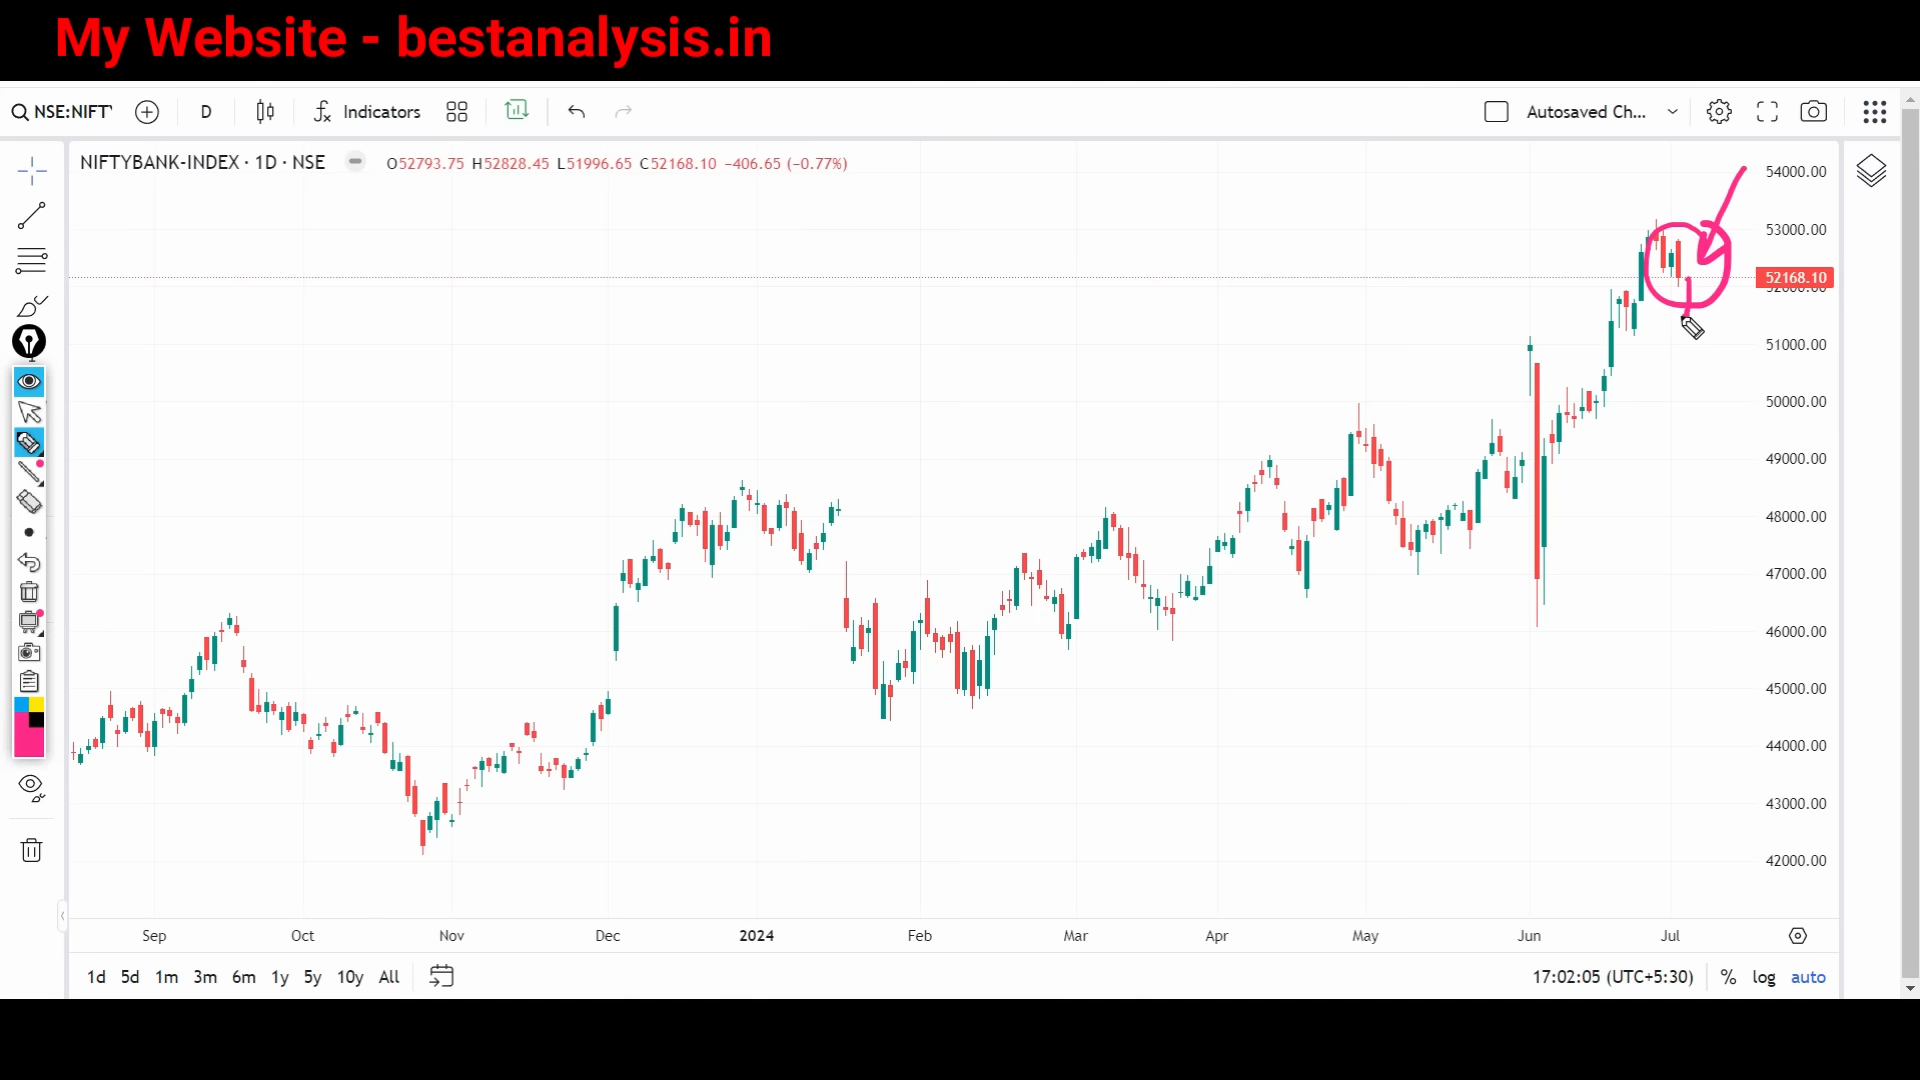 My Website - bestanalysis.in
NSE:NIFTY D Indicators Autosaved Ch...
NIFTYBANK-INDEX · 1D · NSE O52793.75 H52828.45 L51996.65 C52168.10 −406.65 (−0.77%)
54000.00
53000.00
52168.10
52000.00
51000.00
50000.00
49000.00
48000.00
47000.00
46000.00
45000.00
44000.00
43000.00
42000.00
Sep Oct Nov Dec 2024 Feb Mar Apr May Jun Jul
1d 5d 1m 3m 6m 1y 5y 10y All 17:02:05 (UTC+5:30) % log auto